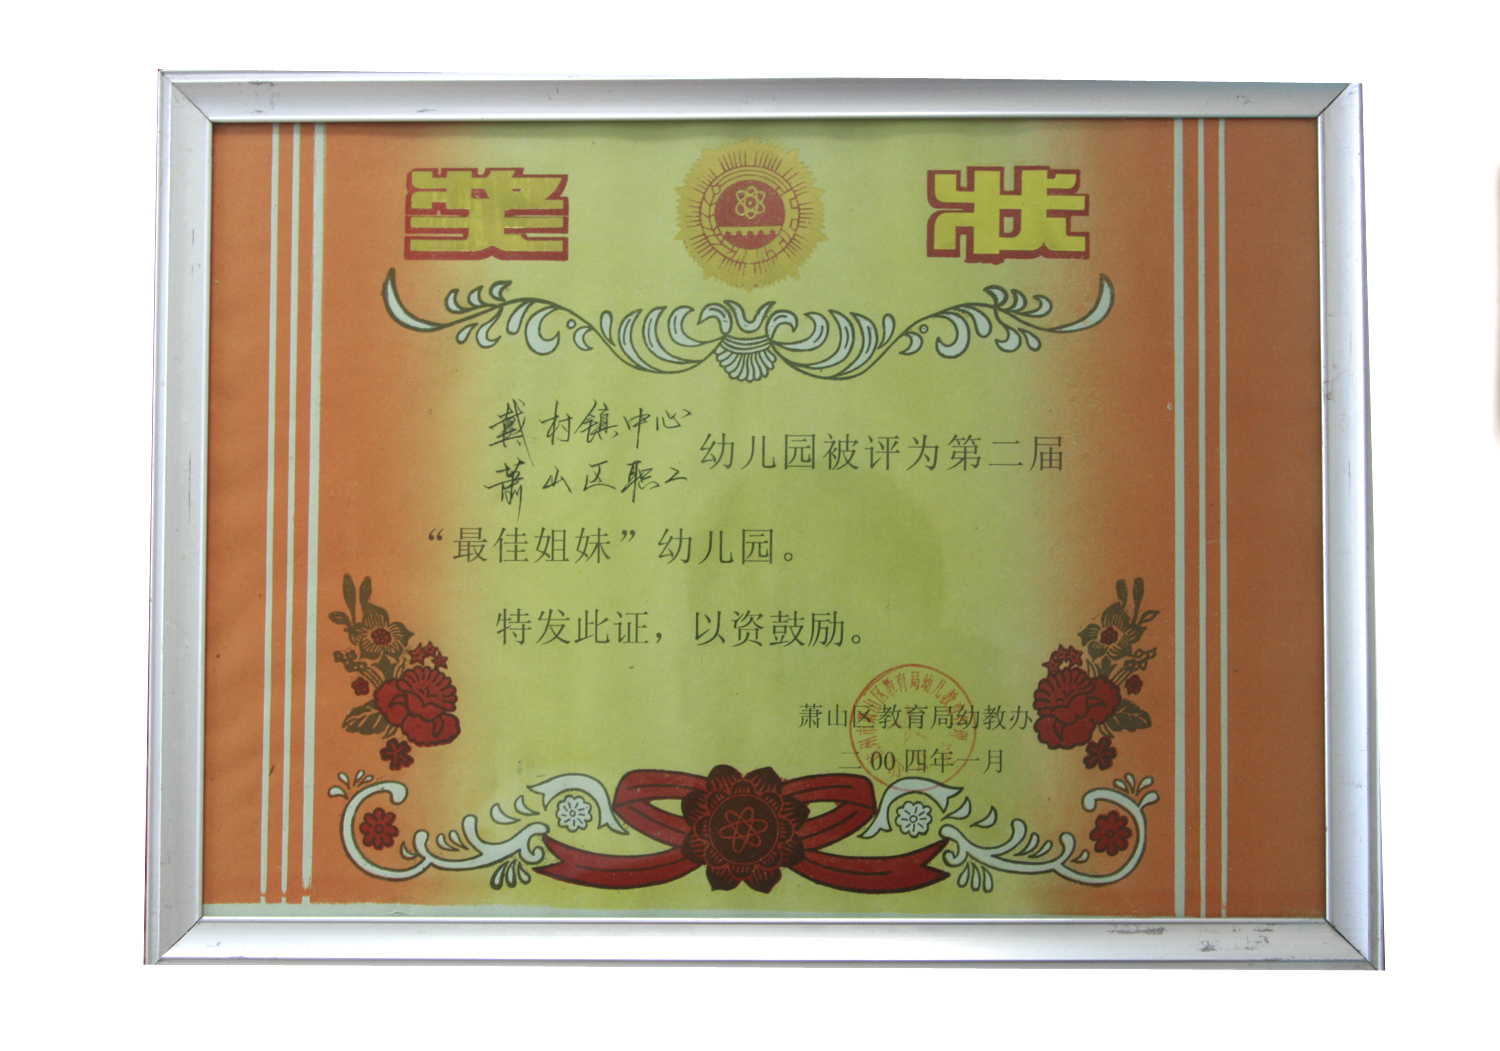 奖状
戴村镇中心
萧山区职工
幼儿园被评为第二届
“最佳姐妹”幼儿园。
特发此证，以资鼓励。
萧山区教育局幼教办
二00四年一月